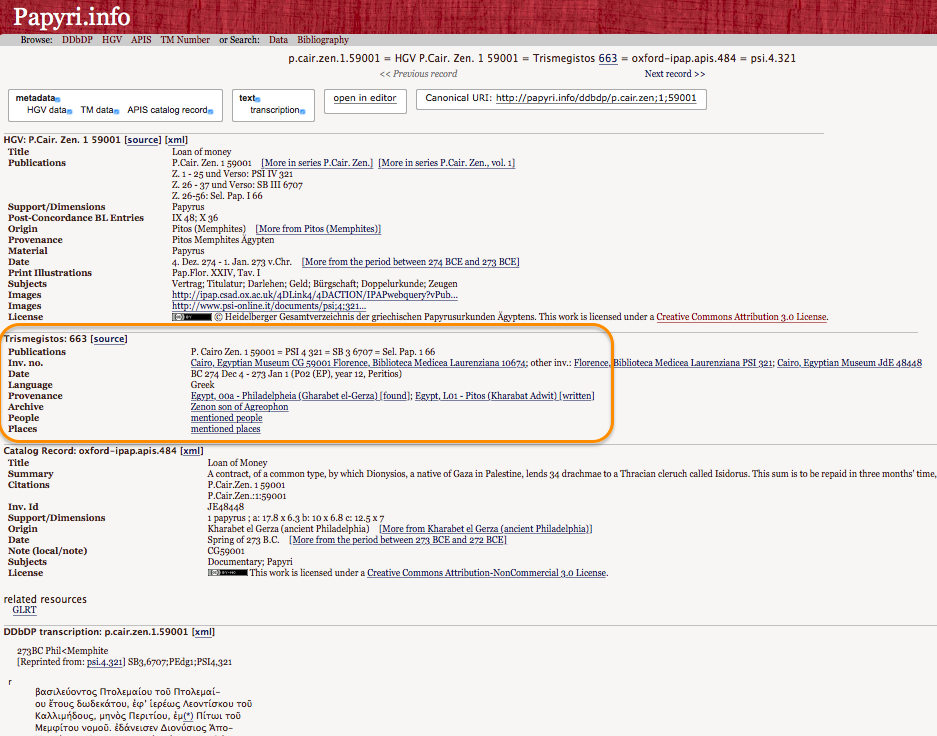 Papyri.info
Browse: DDbDP HGV APIS TM Number or Search: Data Bibliography
p.cair.zen.1.59001 = HGV P.Cair. Zen. 1 59001 = Trismegistos 663 = oxford-ipap.apis.484 = psi.4.321
<< Previous record Next record >>
metadata
HGV data TM data APIS catalog record
text
transcription
open in editor
Canonical URI: http://papyri.info/ddbdp/p.cair.zen;1;59001
HGV: P.Cair. Zen. 1 59001 [source] [xml]
Title Loan of money
Publications P.Cair. Zen. 1 59001 [More in series P.Cair. Zen.] [More in series P.Cair. Zen., vol. 1]
Z. 1 - 25 und Verso: PSI IV 321
Z. 26 - 37 und Verso: SB III 6707
Z. 26-56: Sel. Pap. I 66
Support/Dimensions Papyrus
Post-Concordance BL Entries IX 48; X 36
Origin Pitos (Memphites) [More from Pitos (Memphites)]
Provenance Pitos Memphites Ägypten
Material Papyrus
Date 4. Dez. 274 - 1. Jan. 273 v.Chr. [More from the period between 274 BCE and 273 BCE]
Print Illustrations Pap.Flor. XXIV, Tav. I
Subjects Vertrag; Titulatur; Darlehen; Geld; Bürgschaft; Doppelurkunde; Zeugen
Images http://ipap.csad.ox.ac.uk/4DLink4/4DACTION/IPAPwebquery?vPub...
Images http://www.psi-online.it/documents/psi;4;321...
License © Heidelberger Gesamtverzeichnis der griechischen Papyrusurkunden Ägyptens. This work is licensed under a Creative Commons Attribution 3.0 License.
Trismegistos: 663 [source]
Publications P. Cairo Zen. 1 59001 = PSI 4 321 = SB 3 6707 = Sel. Pap. 1 66
Inv. no. Cairo, Egyptian Museum CG 59001 Florence, Biblioteca Medicea Laurenziana 10674; other inv.: Florence, Biblioteca Medicea Laurenziana PSI 321; Cairo, Egyptian Museum JdE 48448
Date BC 274 Dec 4 - 273 Jan 1 (P02 (EP), year 12, Peritios)
Language Greek
Provenance Egypt, 00a - Philadelpheia (Gharabet el-Gerza) [found]; Egypt, L01 - Pitos (Kharabat Adwit) [written]
Archive Zenon son of Agreophon
People mentioned people
Places mentioned places
Catalog Record: oxford-ipap.apis.484 [xml]
Title Loan of Money
Summary A contract, of a common type, by which Dionysios, a native of Gaza in Palestine, lends 34 drachmae to a Thracian cleruch called Isidorus. This sum is to be repaid in three months' time,
Citations P.Cair.Zen. 1 59001
P.Cair.Zen.:1:59001
Inv. Id JE48448
Support/Dimensions 1 papyrus ; a: 17.8 x 6.3 b: 10 x 6.8 c: 12.5 x 7
Origin Kharabet el Gerza (ancient Philadelphia) [More from Kharabet el Gerza (ancient Philadelphia)]
Date Spring of 273 B.C. [More from the period between 273 BCE and 272 BCE]
Note (local/note) CG59001
Subjects Documentary; Papyri
License This work is licensed under a Creative Commons Attribution-NonCommercial 3.0 License.
related resources
GLRT
DDbDP transcription: p.cair.zen.1.59001 [xml]
273BC Phil<Memphite
[Reprinted from: psi.4.321] SB3,6707;PEdg1;PSI4,321
r
βασιλεύοντος Πτολεμαίου τοῦ Πτολεμαί-
ου ἔτους δωδεκάτου, ἐφʼ ἱερέως Λεοντίσκου τοῦ
Καλλιμήδους, μηνὸς Περιτίου, ἐμ(*) Πίτωι τοῦ
Μεμφίτου νομοῦ. ἐδάνεισεν Διονύσιος Ἀπο-